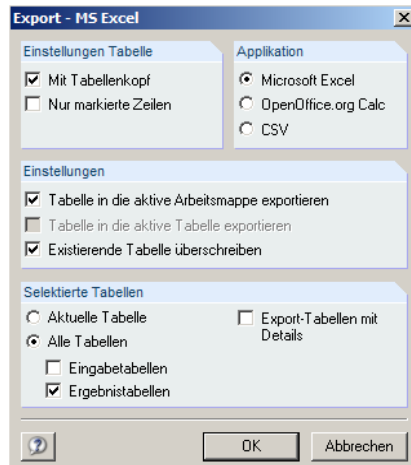 Export - MS Excel
Einstellungen Tabelle
Mit Tabellenkopf
Nur markierte Zeilen
Applikation
Microsoft Excel
OpenOffice.org Calc
CSV
Einstellungen
Tabelle in die aktive Arbeitsmappe exportieren
Tabelle in die aktive Tabelle exportieren
Existierende Tabelle überschreiben
Selektierte Tabellen
Aktuelle Tabelle
Alle Tabellen
Eingabetabellen
Ergebnistabellen
Export-Tabellen mit
Details
OK
Abbrechen